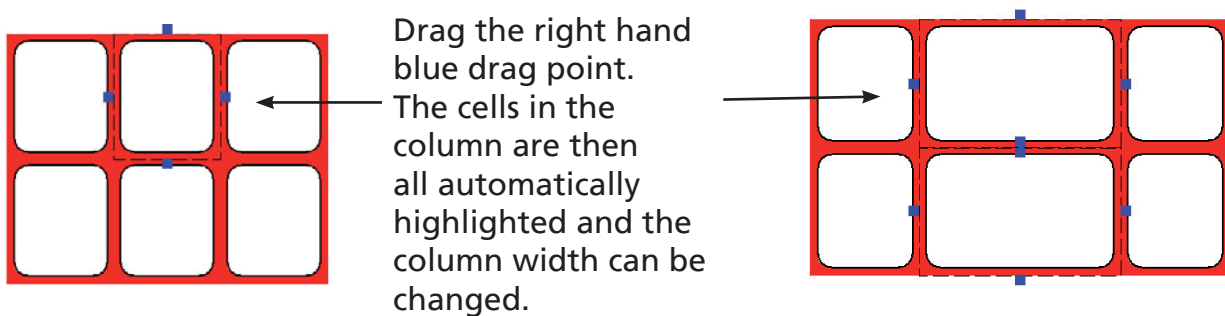 Drag the right hand
blue drag point.
The cells in the
column are then
all automatically
highlighted and the
column width can be
changed.